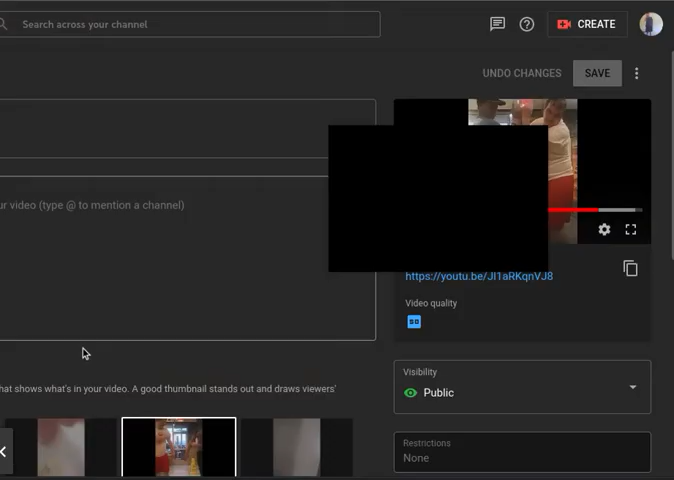 Search across your channel
CREATE
UNDO CHANGES
SAVE
ur video (type @ to mention a channel)
https://youtu.be/JI1aRKqnVJ8
Video quality
SD
hat shows what's in your video. A good thumbnail stands out and draws viewers'
Visibility
Public
Restrictions
None